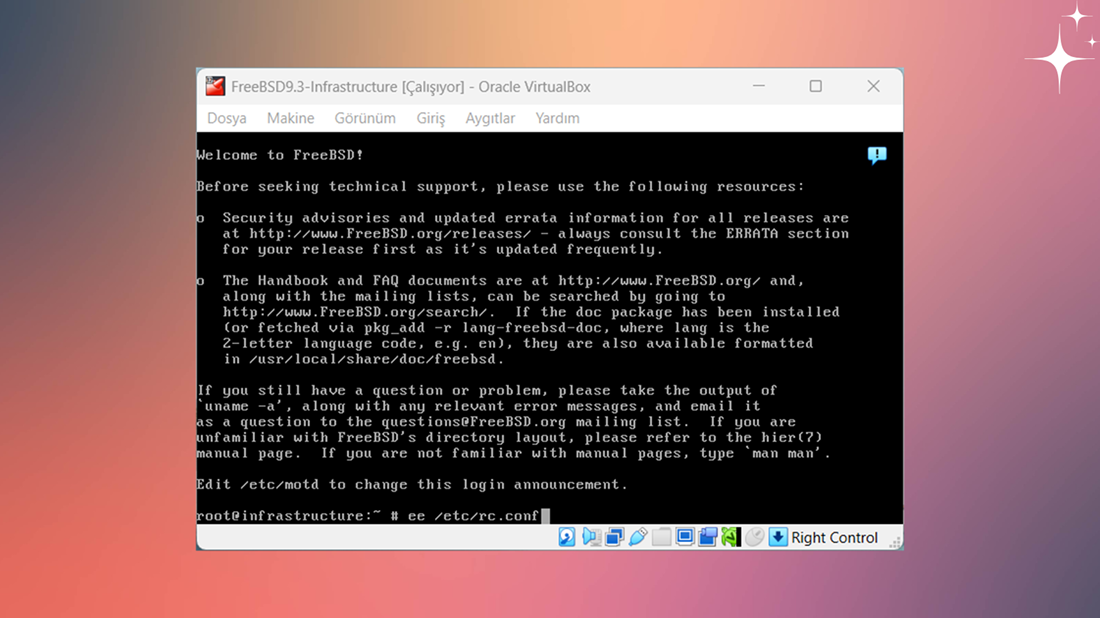 FreeBSD9.3-Infrastructure [Çalışıyor] - Oracle VirtualBox
Dosya Makine Görünüm Giriş Aygıtlar Yardım
Welcome to FreeBSD!
Before seeking technical support, please use the following resources:
o Security advisories and updated errata information for all releases are
at http://www.FreeBSD.org/releases/ - always consult the ERRATA section
for your release first as it's updated frequently.
o The Handbook and FAQ documents are at http://www.FreeBSD.org/ and,
along with the mailing lists, can be searched by going to
http://www.FreeBSD.org/search/. If the doc package has been installed
(or fetched via pkg_add -r lang-freebsd-doc, where lang is the
2-letter language code, e.g. en), they are also available formatted
in /usr/local/share/doc/freebsd.
If you still have a question or problem, please take the output of
`uname -a', along with any relevant error messages, and email it
as a question to the questions@FreeBSD.org mailing list. If you are
unfamiliar with FreeBSD's directory layout, please refer to the hier(7)
manual page. If you are not familiar with manual pages, type `man man'.
Edit /etc/motd to change this login announcement.
root@infrastructure:~ # ee /etc/rc.conf
Right Control